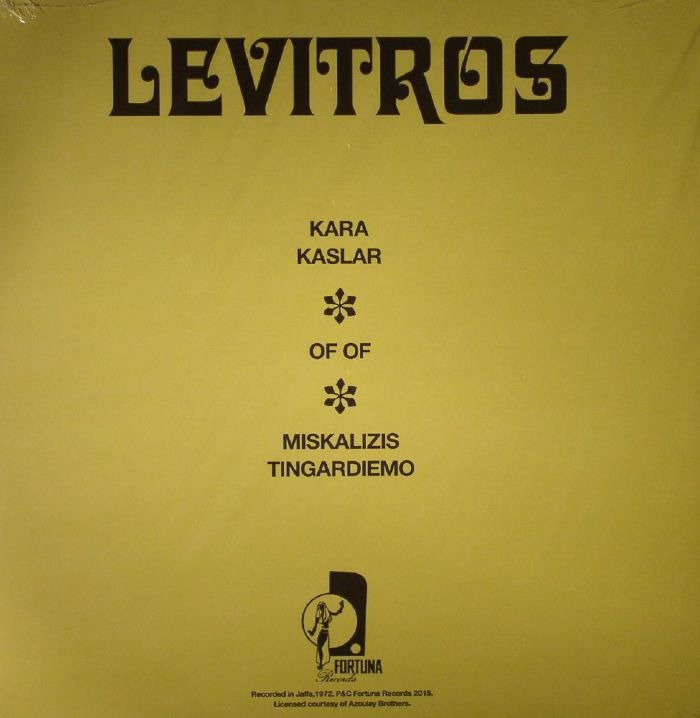 LEVITROS
KARA
KASLAR
OF OF
MISKALIZIS
TINGARDIEMO
FORTUNA
Records
Recorded in Jaffa,1972. P&C Fortuna Records 2015.
Licensed courtesy of Azoulay Brothers.